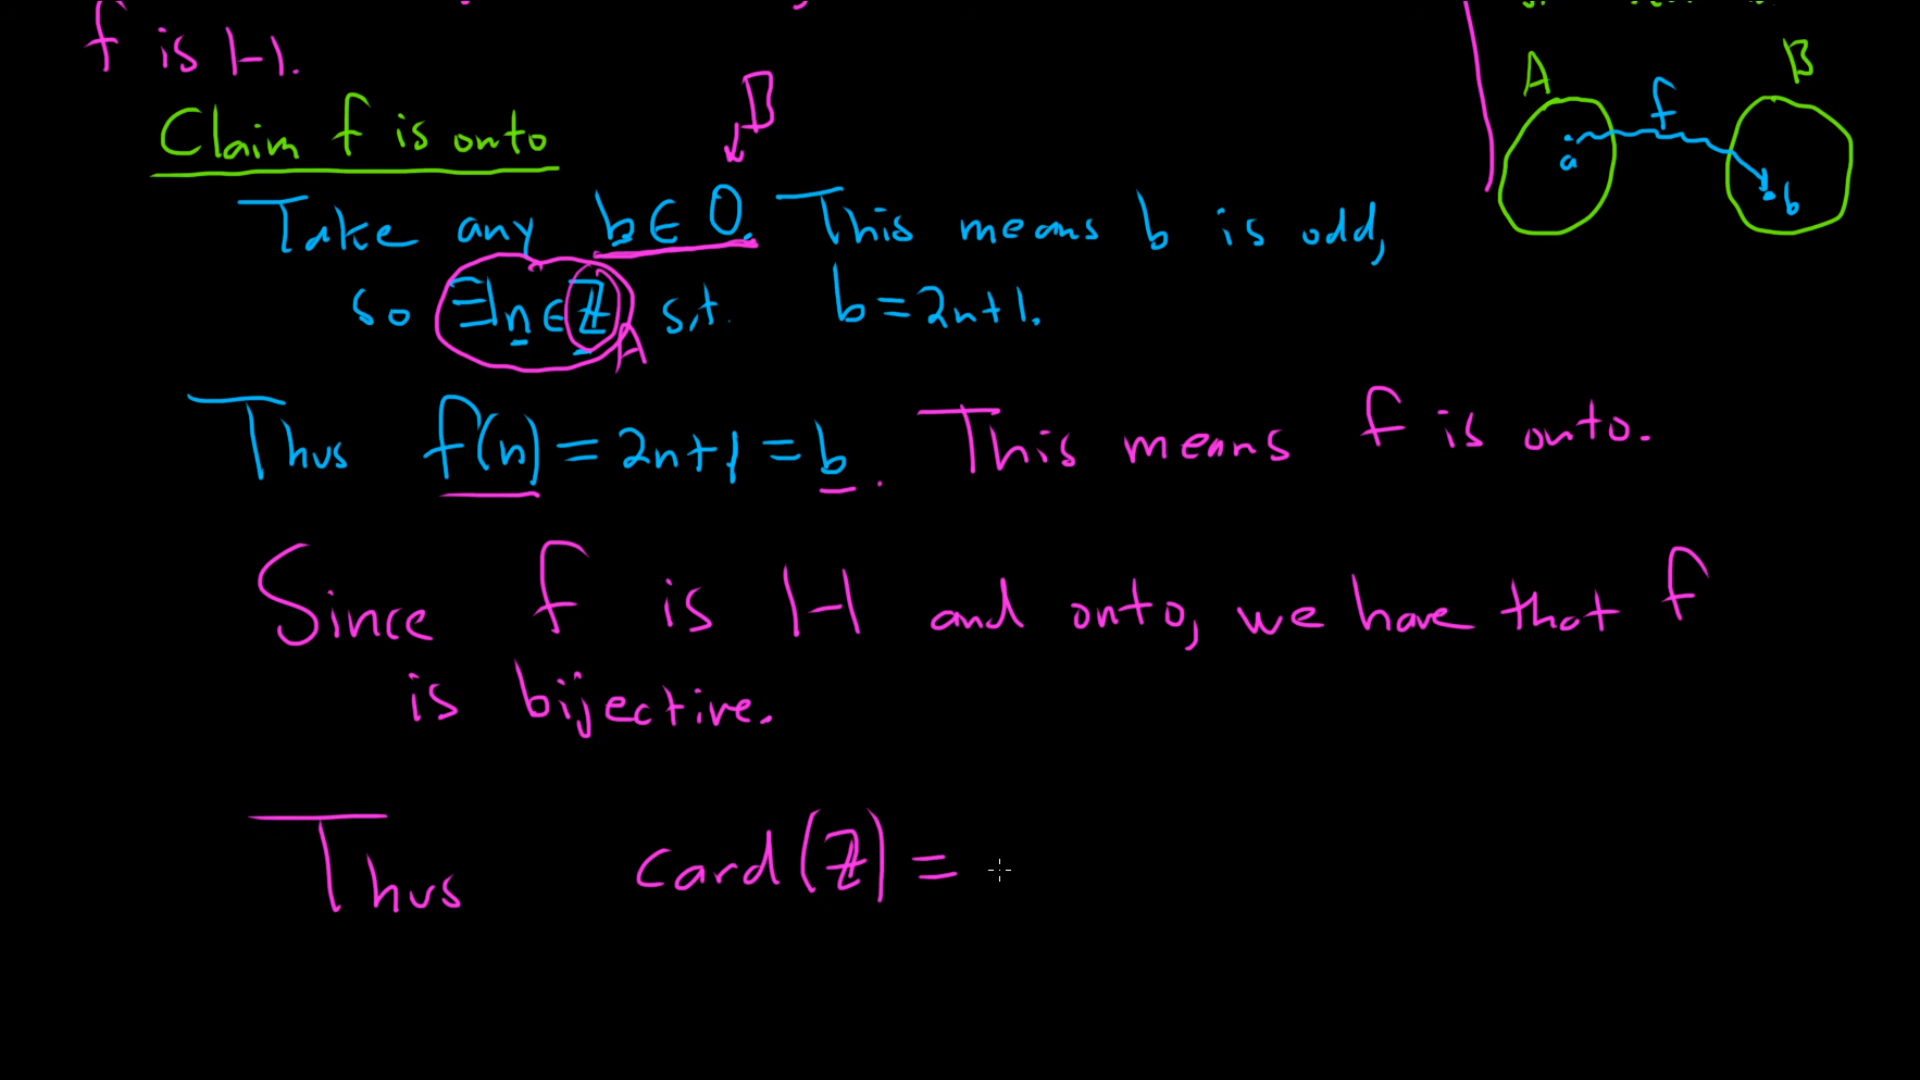 f is 1-1.
Claim f is onto
B
Take any b ∈ O. This means b is odd,
so ∃n ∈ ℤ s.t. b = 2n+1.
A
Thus f(n) = 2n+1 = b. This means f is onto.
Since f is 1-1 and onto, we have that f
is bijective.
Thus card(ℤ) =
A f B
a b